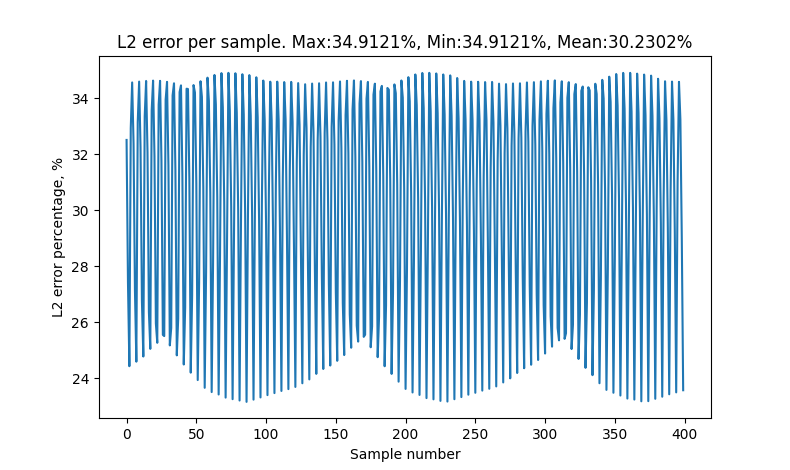 L2 error per sample. Max:34.9121%, Min:34.9121%, Mean:30.2302%
L2 error percentage, %
34
32
30
28
26
24
0 50 100 150 200 250 300 350 400
Sample number